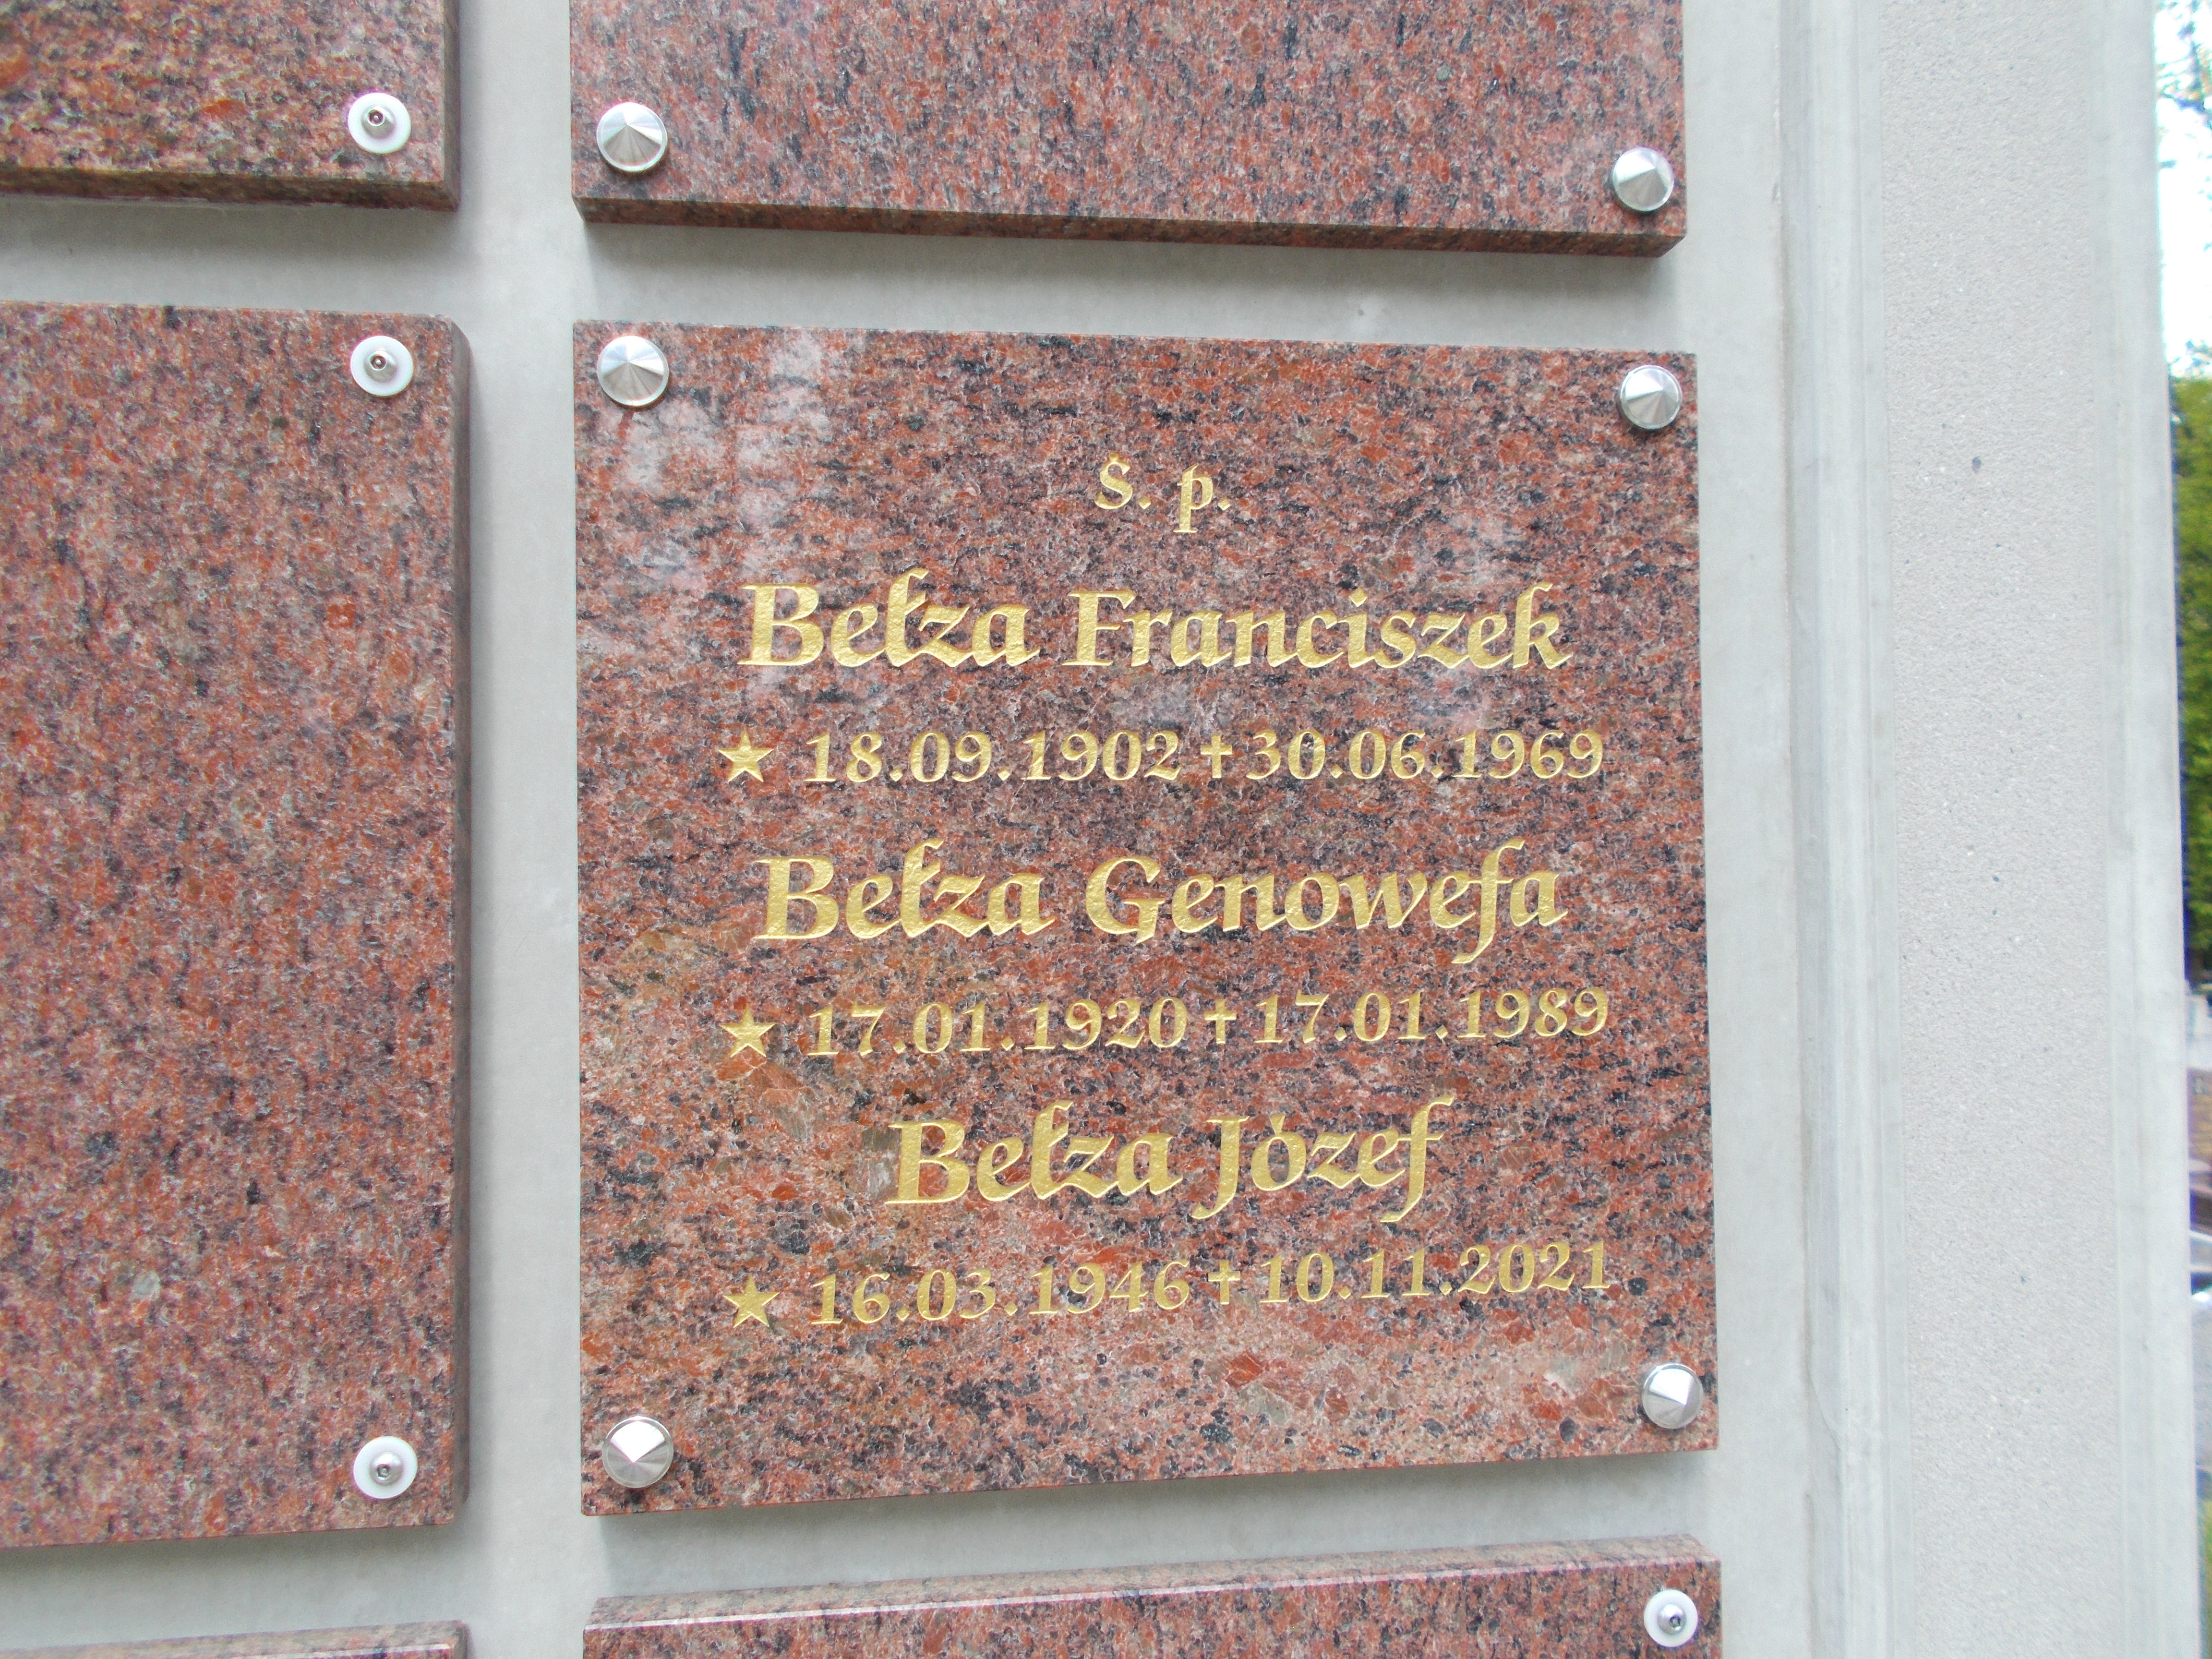 Ś. p.
Bełza Franciszek
★ 18.09.1902 ✝ 30.06.1969
Bełza Genowefa
★ 17.01.1920 ✝ 17.01.1989
Bełza Józef
★ 16.03.1946 ✝ 10.11.2021